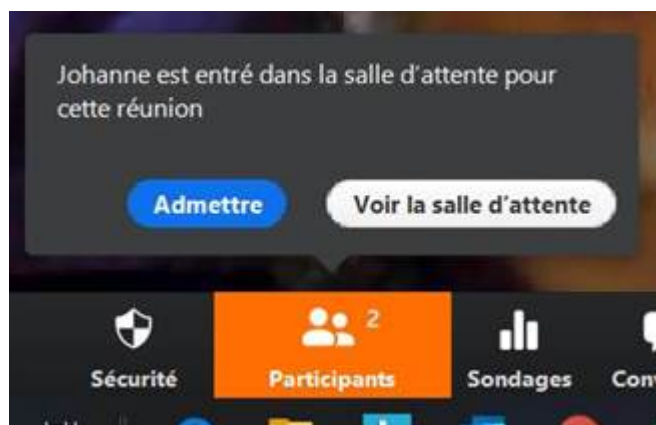 Johanne est entré dans la salle d'attente pour
cette réunion
Admettre
Voir la salle d'attente
2
Sécurité
Participants
Sondages